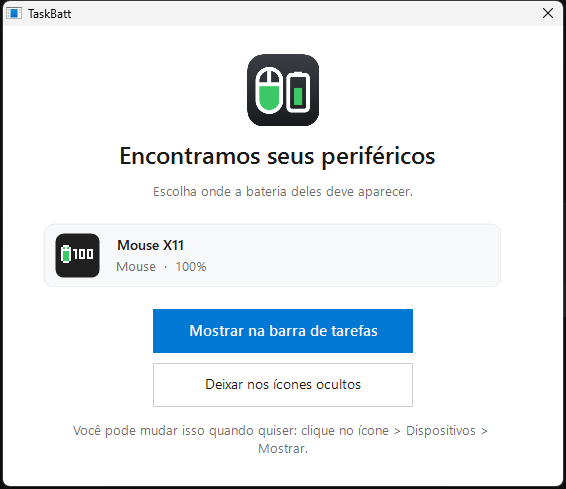 TaskBatt
Encontramos seus periféricos
Escolha onde a bateria deles deve aparecer.
100
Mouse X11
Mouse · 100%
Mostrar na barra de tarefas
Deixar nos ícones ocultos
Você pode mudar isso quando quiser: clique no ícone > Dispositivos >
Mostrar.